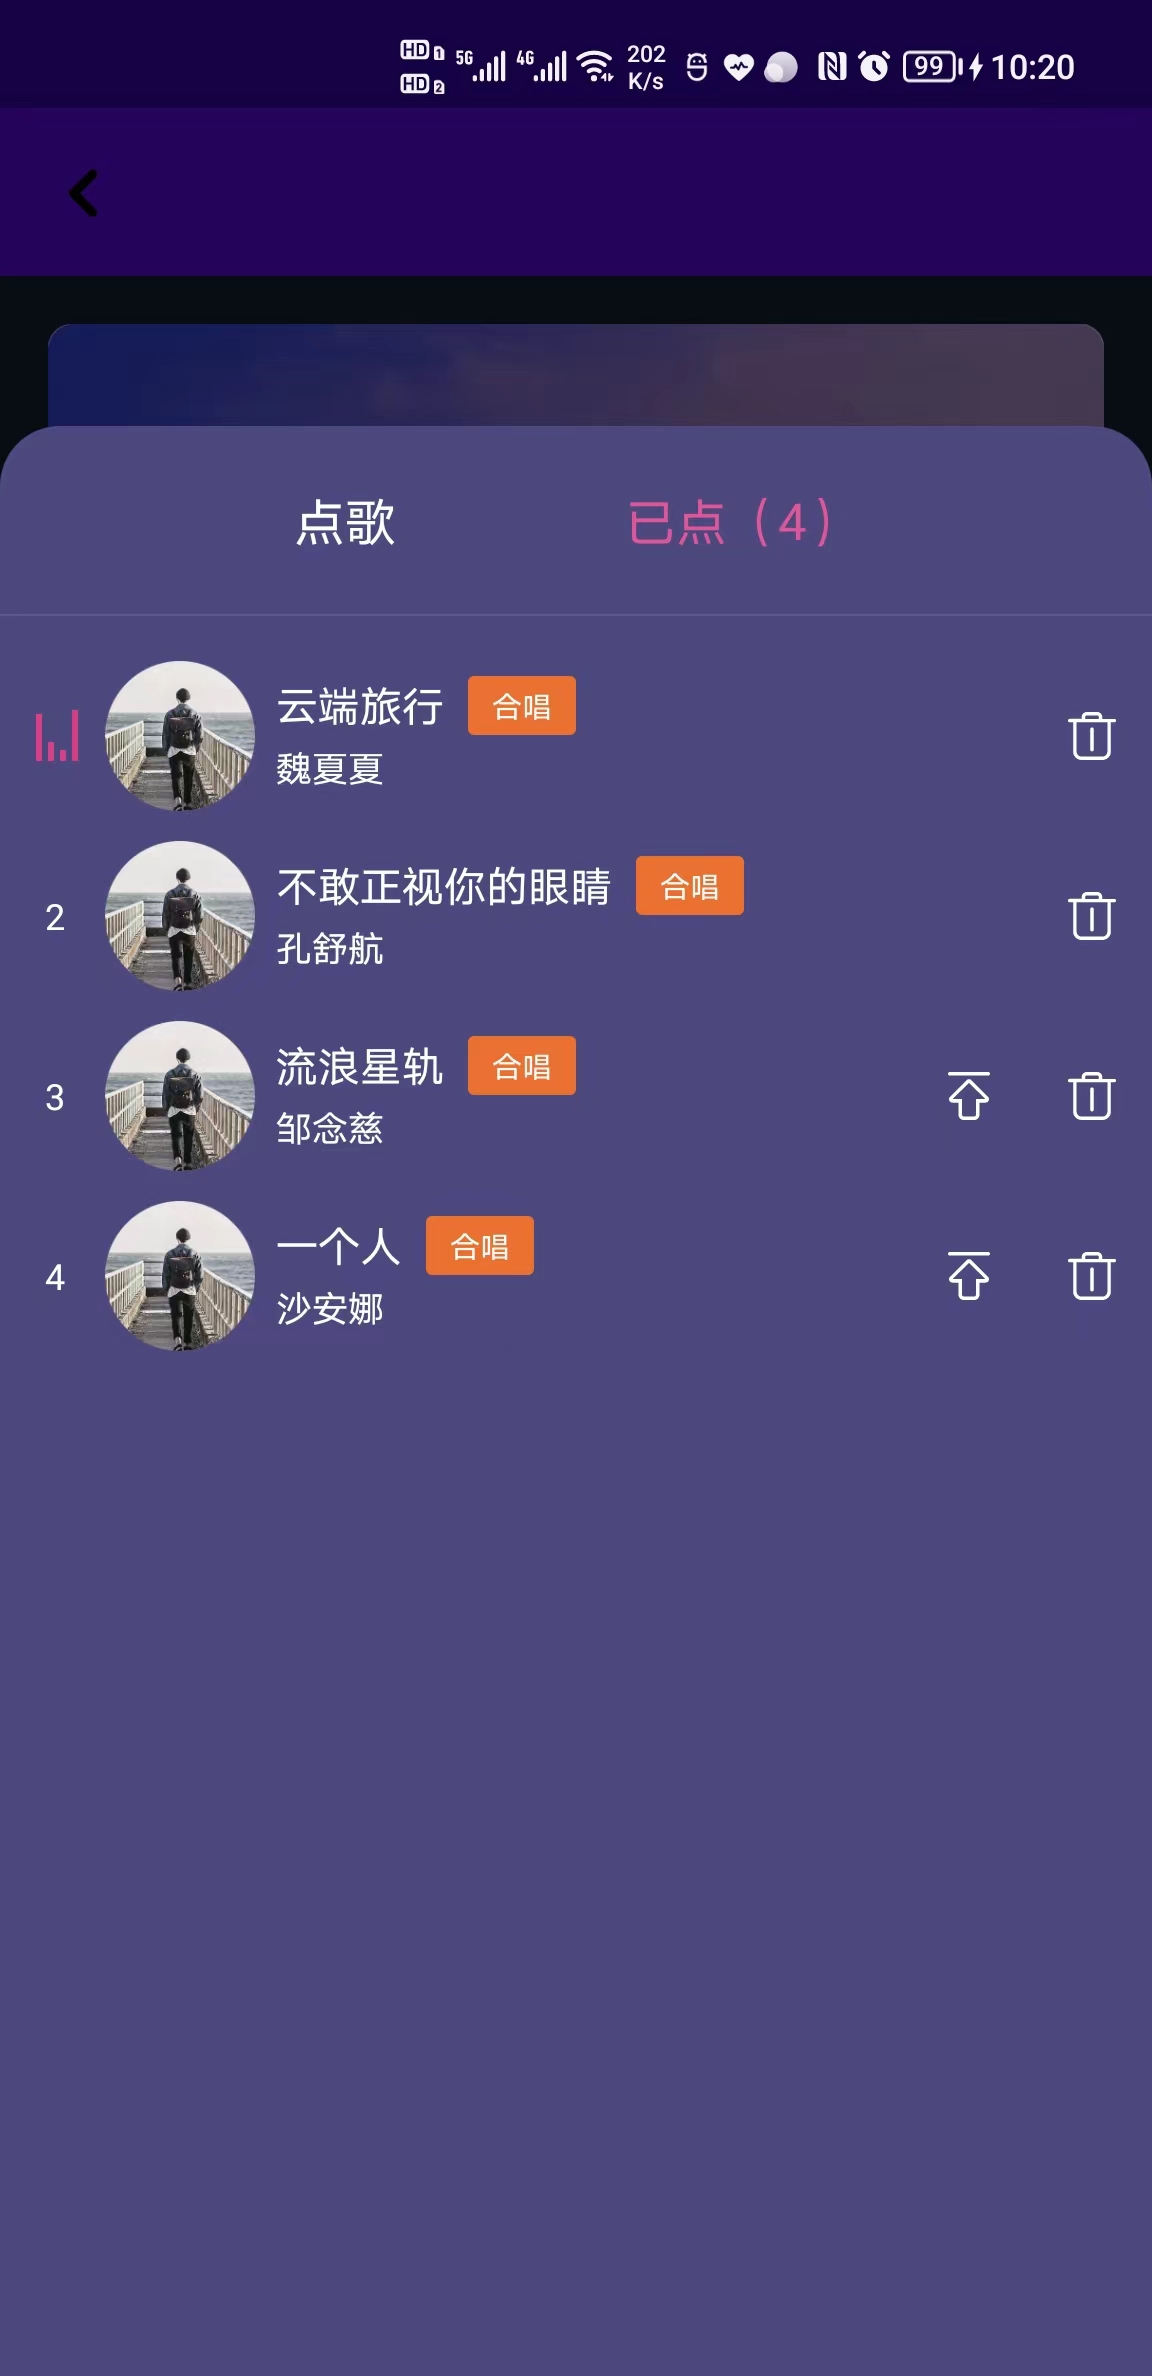 HD 1 5G 4G 202 99 10:20
HD 2 K/s
点歌 已点（4）
云端旅行 合唱
魏夏夏
2 不敢正视你的眼睛 合唱
孔舒航
3 流浪星轨 合唱
邹念慈
4 一个人 合唱
沙安娜